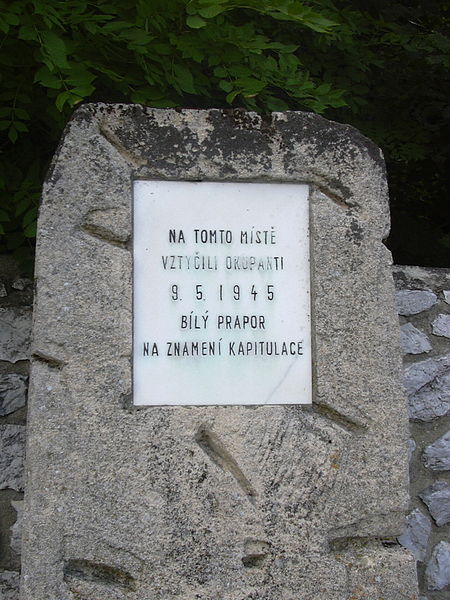 NA TOMTO MÍSTĚ
VZTYČILI OKUPANTI
9. 5. 1945
BÍLÝ PRAPOR
NA ZNAMENÍ KAPITULACE